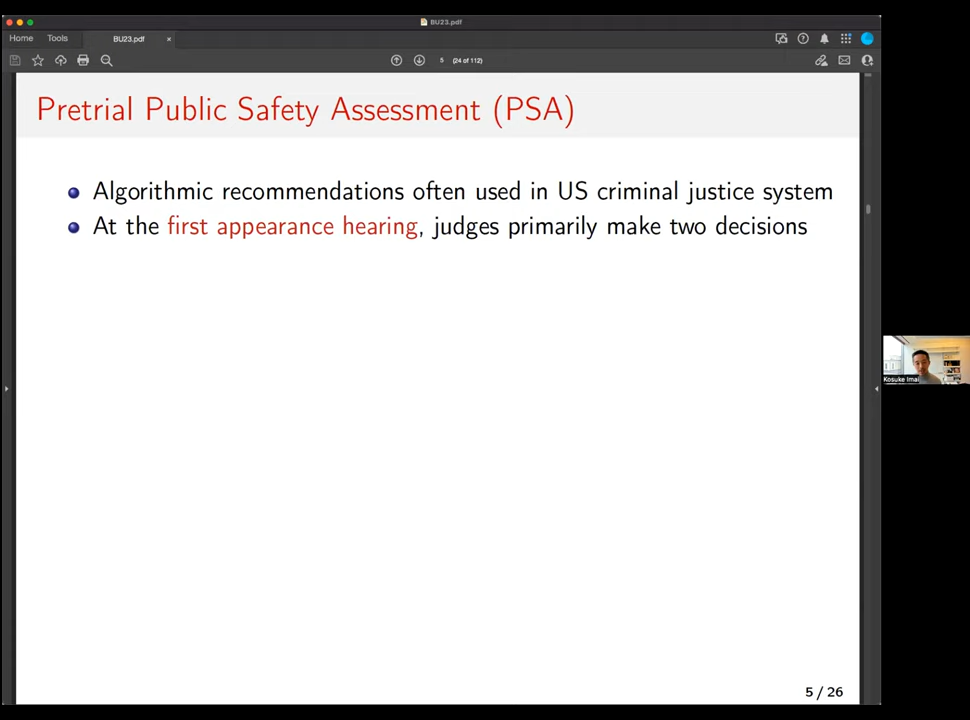 BU23.pdf
Home Tools BU23.pdf ×
5 (24 of 112)
Pretrial Public Safety Assessment (PSA)
Algorithmic recommendations often used in US criminal justice system
At the first appearance hearing, judges primarily make two decisions
Kosuke Imai
5 / 26